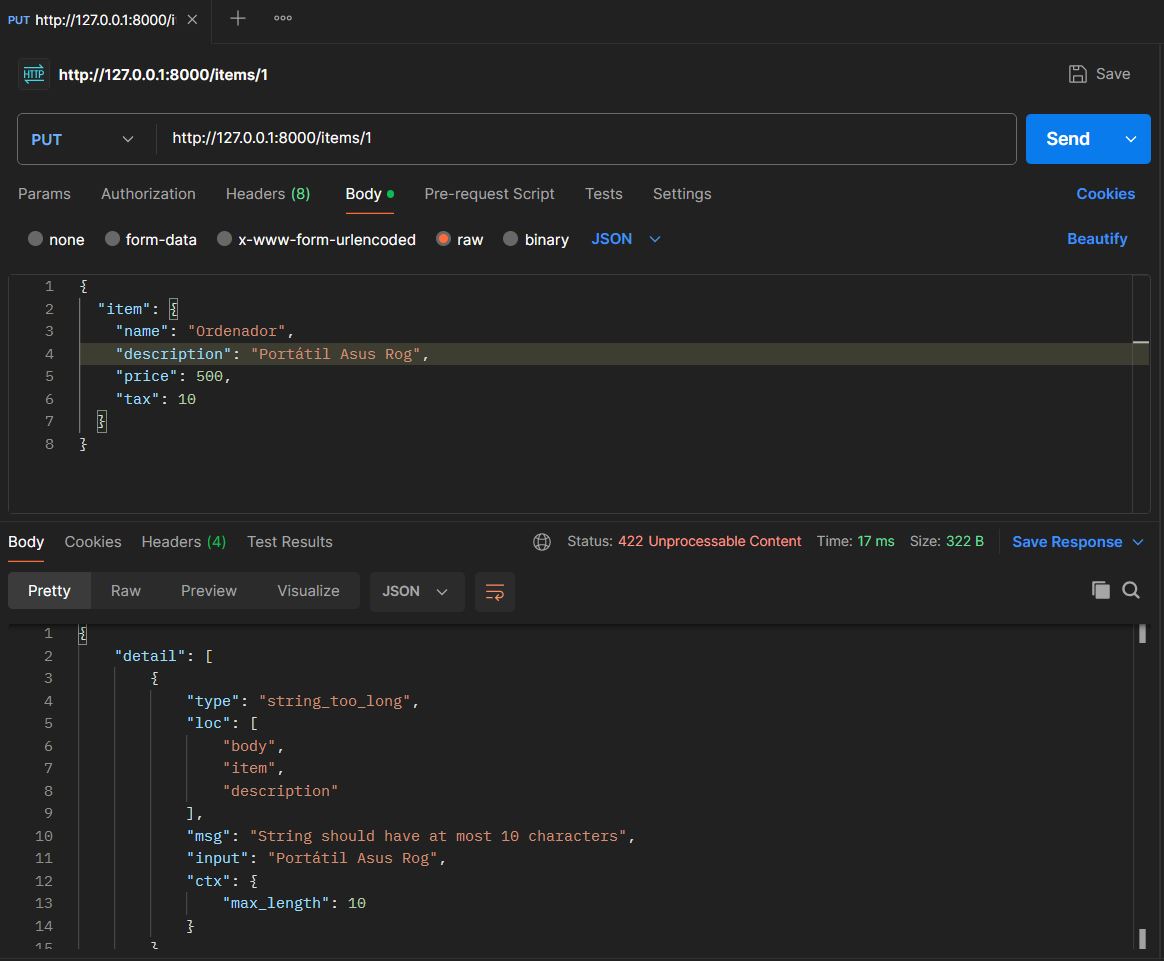 PUT http://127.0.0.1:8000/i
HTTP http://127.0.0.1:8000/items/1
Save
PUT http://127.0.0.1:8000/items/1
Send
Params Authorization Headers (8) Body Pre-request Script Tests Settings Cookies
none form-data x-www-form-urlencoded raw binary JSON Beautify
1 {
2 "item": {
3 "name": "Ordenador",
4 "description": "Portátil Asus Rog",
5 "price": 500,
6 "tax": 10
7 }
8 }
Body Cookies Headers (4) Test Results Status: 422 Unprocessable Content Time: 17 ms Size: 322 B Save Response
Pretty Raw Preview Visualize JSON
1 {
2 "detail": [
3 {
4 "type": "string_too_long",
5 "loc": [
6 "body",
7 "item",
8 "description"
9 ],
10 "msg": "String should have at most 10 characters",
11 "input": "Portátil Asus Rog",
12 "ctx": {
13 "max_length": 10
14 }
15 }